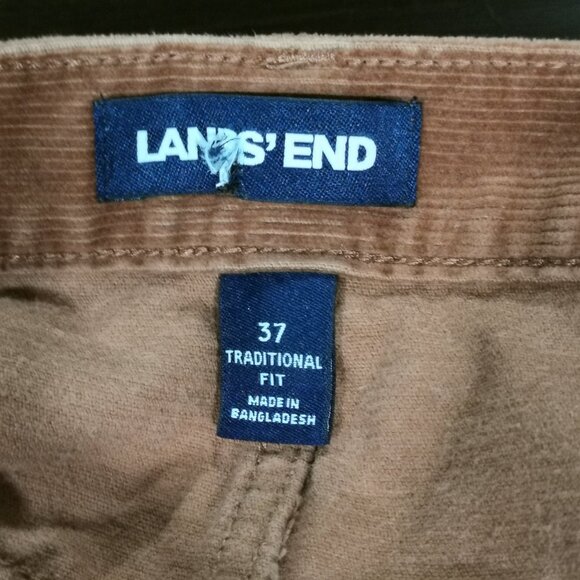 LANDS' END
37
TRADITIONAL
FIT
MADE IN
BANGLADESH